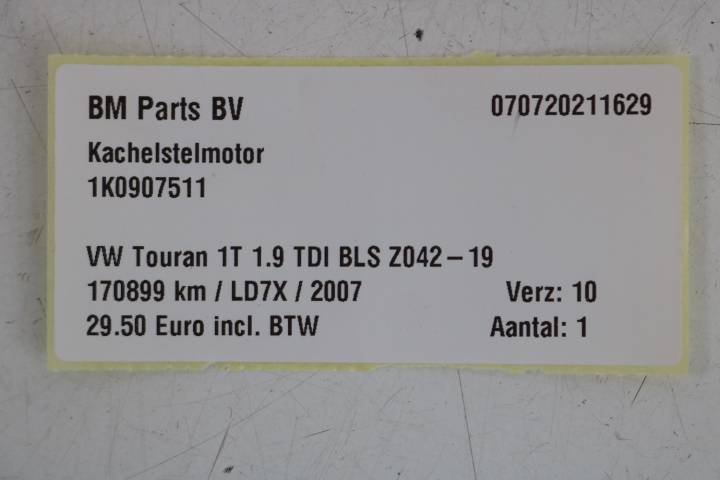 BM Parts BV 070720211629
Kachelstelmotor
1K0907511
VW Touran 1T 1.9 TDI BLS Z042-19
170899 km / LD7X / 2007 Verz: 10
29.50 Euro incl. BTW Aantal: 1